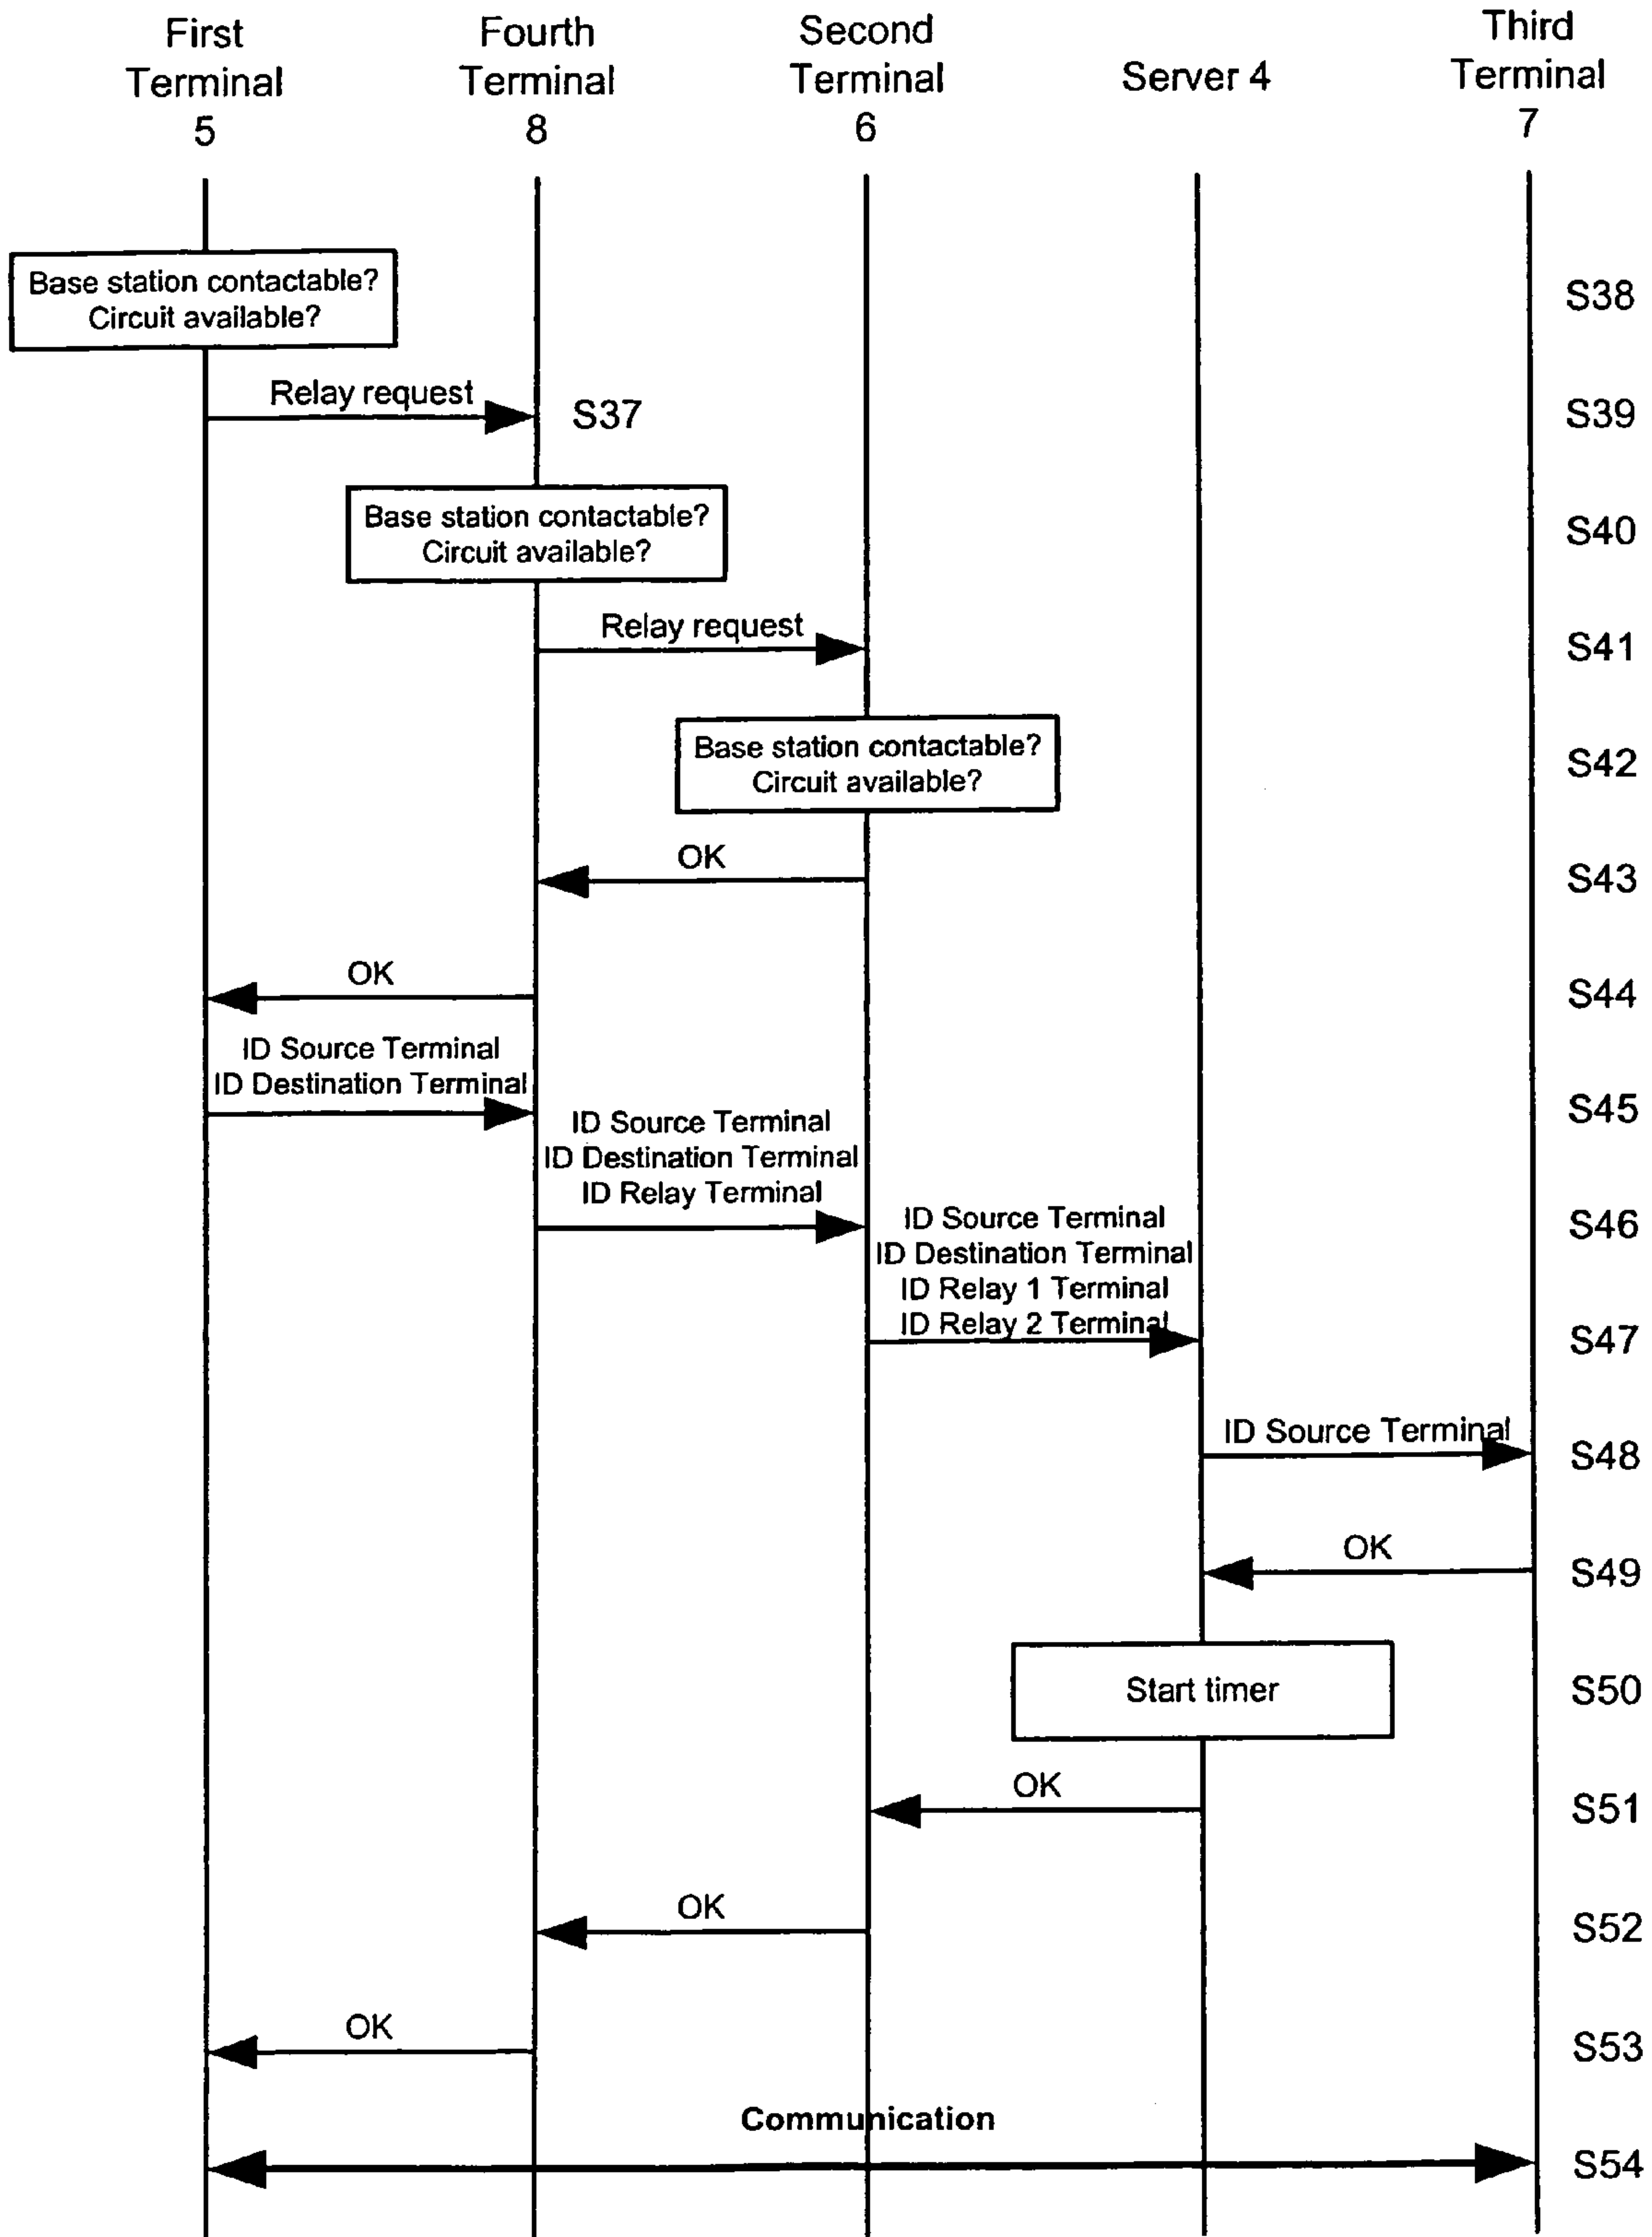 First
Terminal
5
Fourth
Terminal
8
Second
Terminal
6
Server 4
Third
Terminal
7
Base station contactable?
Circuit available?
S38
Relay request
S37
S39
Base station contactable?
Circuit available?
S40
Relay request
S41
Base station contactable?
Circuit available?
S42
OK
S43
OK
S44
ID Source Terminal
ID Destination Terminal
S45
ID Source Terminal
ID Destination Terminal
ID Relay Terminal
S46
ID Source Terminal
ID Destination Terminal
ID Relay 1 Terminal
ID Relay 2 Terminal
S47
ID Source Terminal
S48
OK
S49
Start timer
S50
OK
S51
OK
S52
OK
S53
Communication
S54